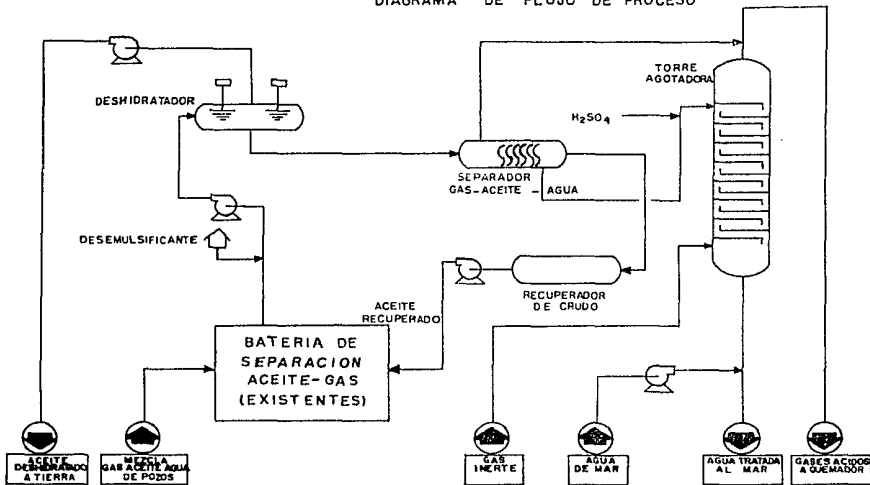 DIAGRAMA DE FLUJO DE PROCESO
TORRE
AGOTADORA
DESHIDRATADOR
H₂SO₄
SEPARADOR
GAS-ACEITE - AGUA
DESEMULSIFICANTE
RECUPERADOR
DE CRUDO
ACEITE
RECUPERADO
BATERIA DE
SEPARACION
ACEITE-GAS
(EXISTENTES)
ACEITE
DESHIDRATADO
A TIERRA
MEZCLA
GAS ACEITE AGUA
DE POZOS
GAS
INERTE
AGUA
DE MAR
AGUA TRATADA
AL MAR
GASES ACIDOS
A QUEMADOR